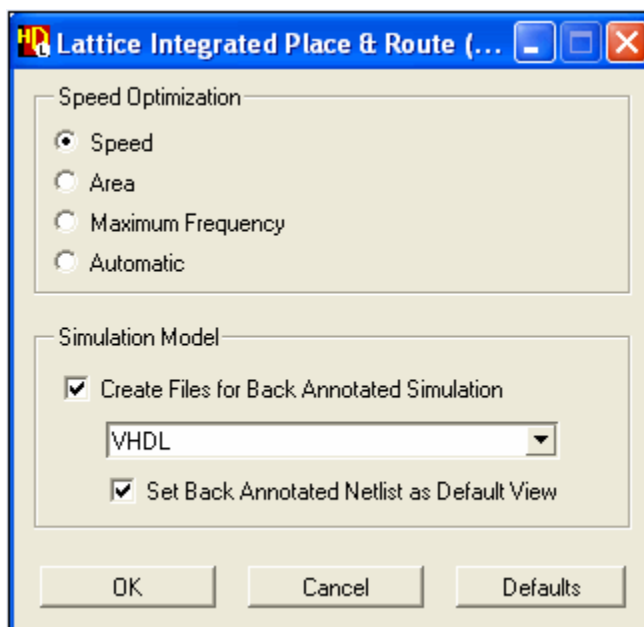 HDL Lattice Integrated Place & Route (...
Speed Optimization
Speed
Area
Maximum Frequency
Automatic
Simulation Model
Create Files for Back Annotated Simulation
VHDL
Set Back Annotated Netlist as Default View
OK Cancel Defaults